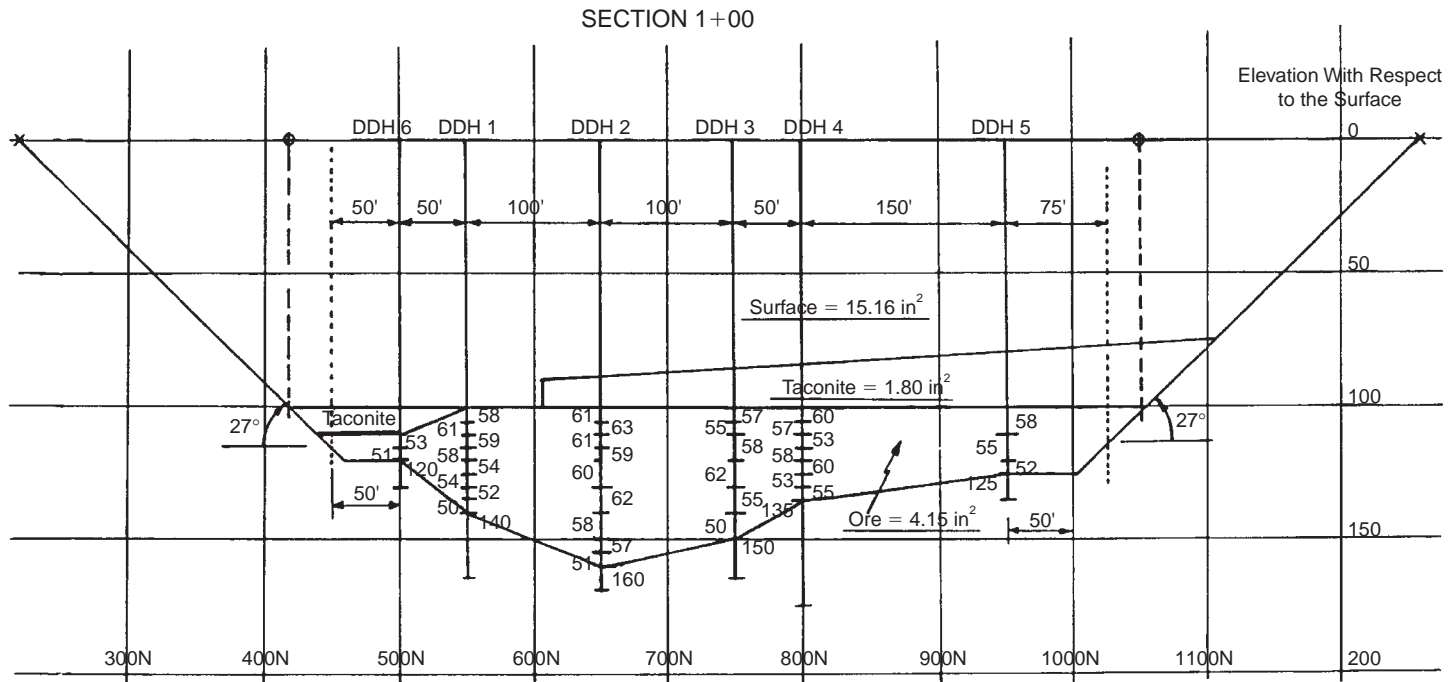 SECTION 1+00
Elevation With Respect
to the Surface
DDH 6 DDH 1 DDH 2 DDH 3 DDH 4 DDH 5
0
50' 50' 100' 100' 50' 150' 75'
50
Surface = 15.16 in²
Taconite = 1.80 in²
100
27° Taconite 27°
58 61 57 60
61 63 55 57 58
53 59 61 58 53 55
51 58 59 58 52
120 54 60 62 60 125
54 62 53
52 55 55
50' 50 58 50 135 Ore = 4.15 in² 50'
140 57 150 150
51
160
300N 400N 500N 600N 700N 800N 900N 1000N 1100N 200